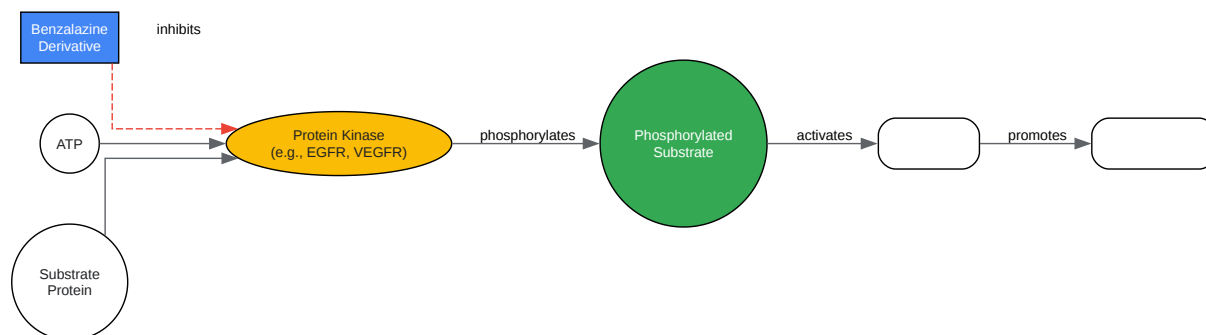 Benzalazine
Derivative
inhibits
ATP
Protein Kinase
(e.g., EGFR, VEGFR)
phosphorylates
Phosphorylated
Substrate
activates
promotes
Substrate
Protein